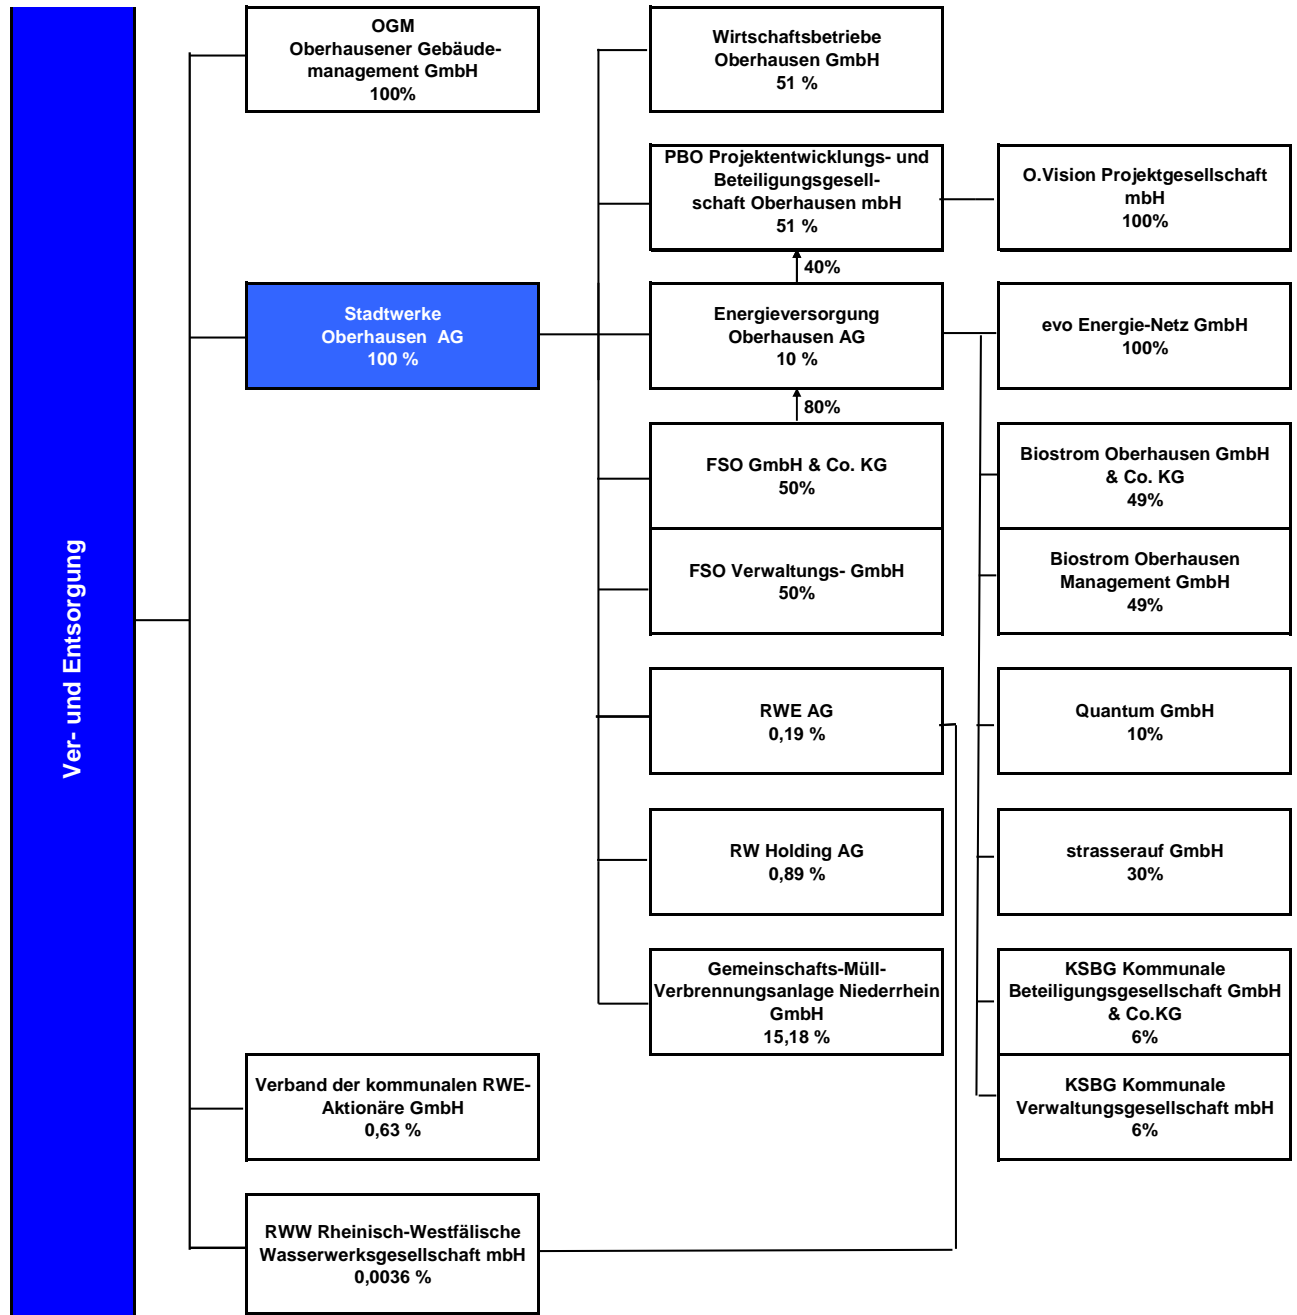 Ver- und Entsorgung
OGM
Oberhausener Gebäude-
management GmbH
100%
Stadtwerke
Oberhausen AG
100 %
Verband der kommunalen RWE-
Aktionäre GmbH
0,63 %
RWW Rheinisch-Westfälische
Wasserwerksgesellschaft mbH
0,0036 %
Wirtschaftsbetriebe
Oberhausen GmbH
51 %
PBO Projektentwicklungs- und
Beteiligungsgesell-
schaft Oberhausen mbH
51 %
40%
Energieversorgung
Oberhausen AG
10 %
80%
FSO GmbH & Co. KG
50%
FSO Verwaltungs- GmbH
50%
RWE AG
0,19 %
RW Holding AG
0,89 %
Gemeinschafts-Müll-
Verbrennungsanlage Niederrhein
GmbH
15,18 %
O.Vision Projektgesellschaft
mbH
100%
evo Energie-Netz GmbH
100%
Biostrom Oberhausen GmbH
& Co. KG
49%
Biostrom Oberhausen
Management GmbH
49%
Quantum GmbH
10%
strasserauf GmbH
30%
KSBG Kommunale
Beteiligungsgesellschaft GmbH
& Co.KG
6%
KSBG Kommunale
Verwaltungsgesellschaft mbH
6%